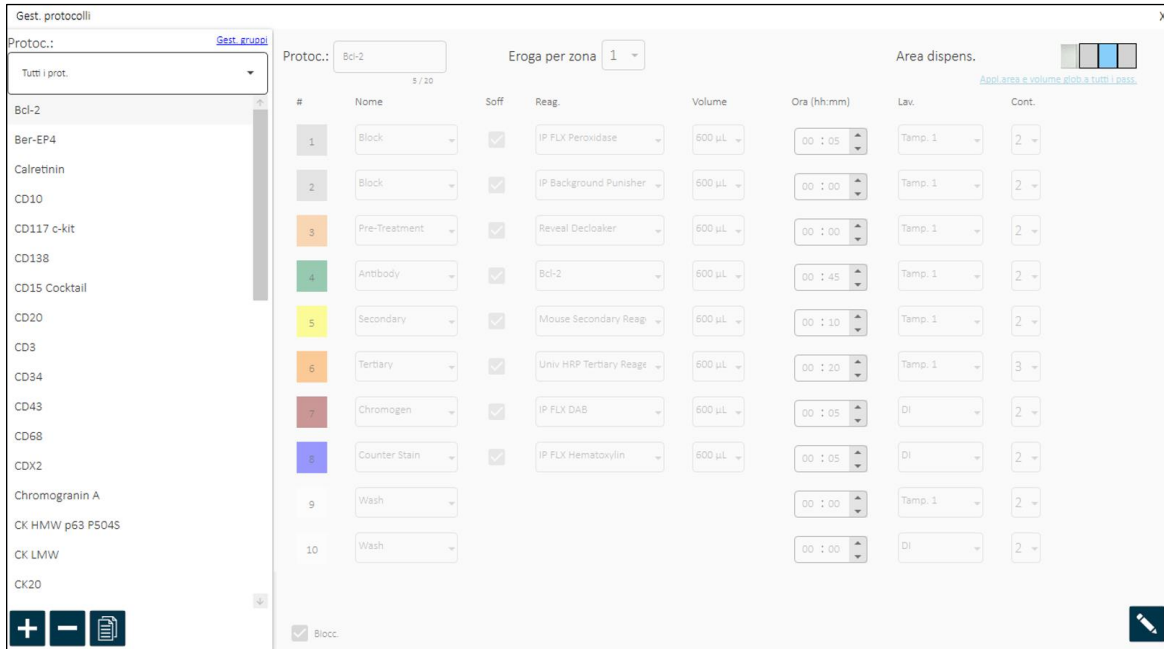 Gest. protocolli X
Protoc.: Gest. gruppi
Tutti i prot.
Bcl-2
Ber-EP4
Calretinin
CD10
CD117 c-kit
CD138
CD15 Cocktail
CD20
CD3
CD34
CD43
CD68
CDX2
Chromogranin A
CK HMW p63 P504S
CK LMW
CK20
Protoc.: Bcl-2 Eroga per zona 1 Area dispens.
5 / 20 Appl.area e volume glob.a tutti i pass.
# Nome Soff Reag. Volume Ora (hh:mm) Lav. Cont.
1 Block IP FLX Peroxidase 600 µL 00 : 05 Tamp. 1 2
2 Block IP Background Punisher 600 µL 00 : 00 Tamp. 1 2
3 Pre-Treatment Reveal Decloaker 600 µL 00 : 00 Tamp. 1 2
4 Antibody Bcl-2 600 µL 00 : 45 Tamp. 1 2
5 Secondary Mouse Secondary Reag 600 µL 00 : 10 Tamp. 1 2
6 Tertiary Univ HRP Tertiary Reage 600 µL 00 : 20 Tamp. 1 3
7 Chromogen IP FLX DAB 600 µL 00 : 05 DI 2
8 Counter Stain IP FLX Hematoxylin 600 µL 00 : 05 DI 2
9 Wash 00 : 00 Tamp. 1 2
10 Wash 00 : 00 DI 2
Blocc.